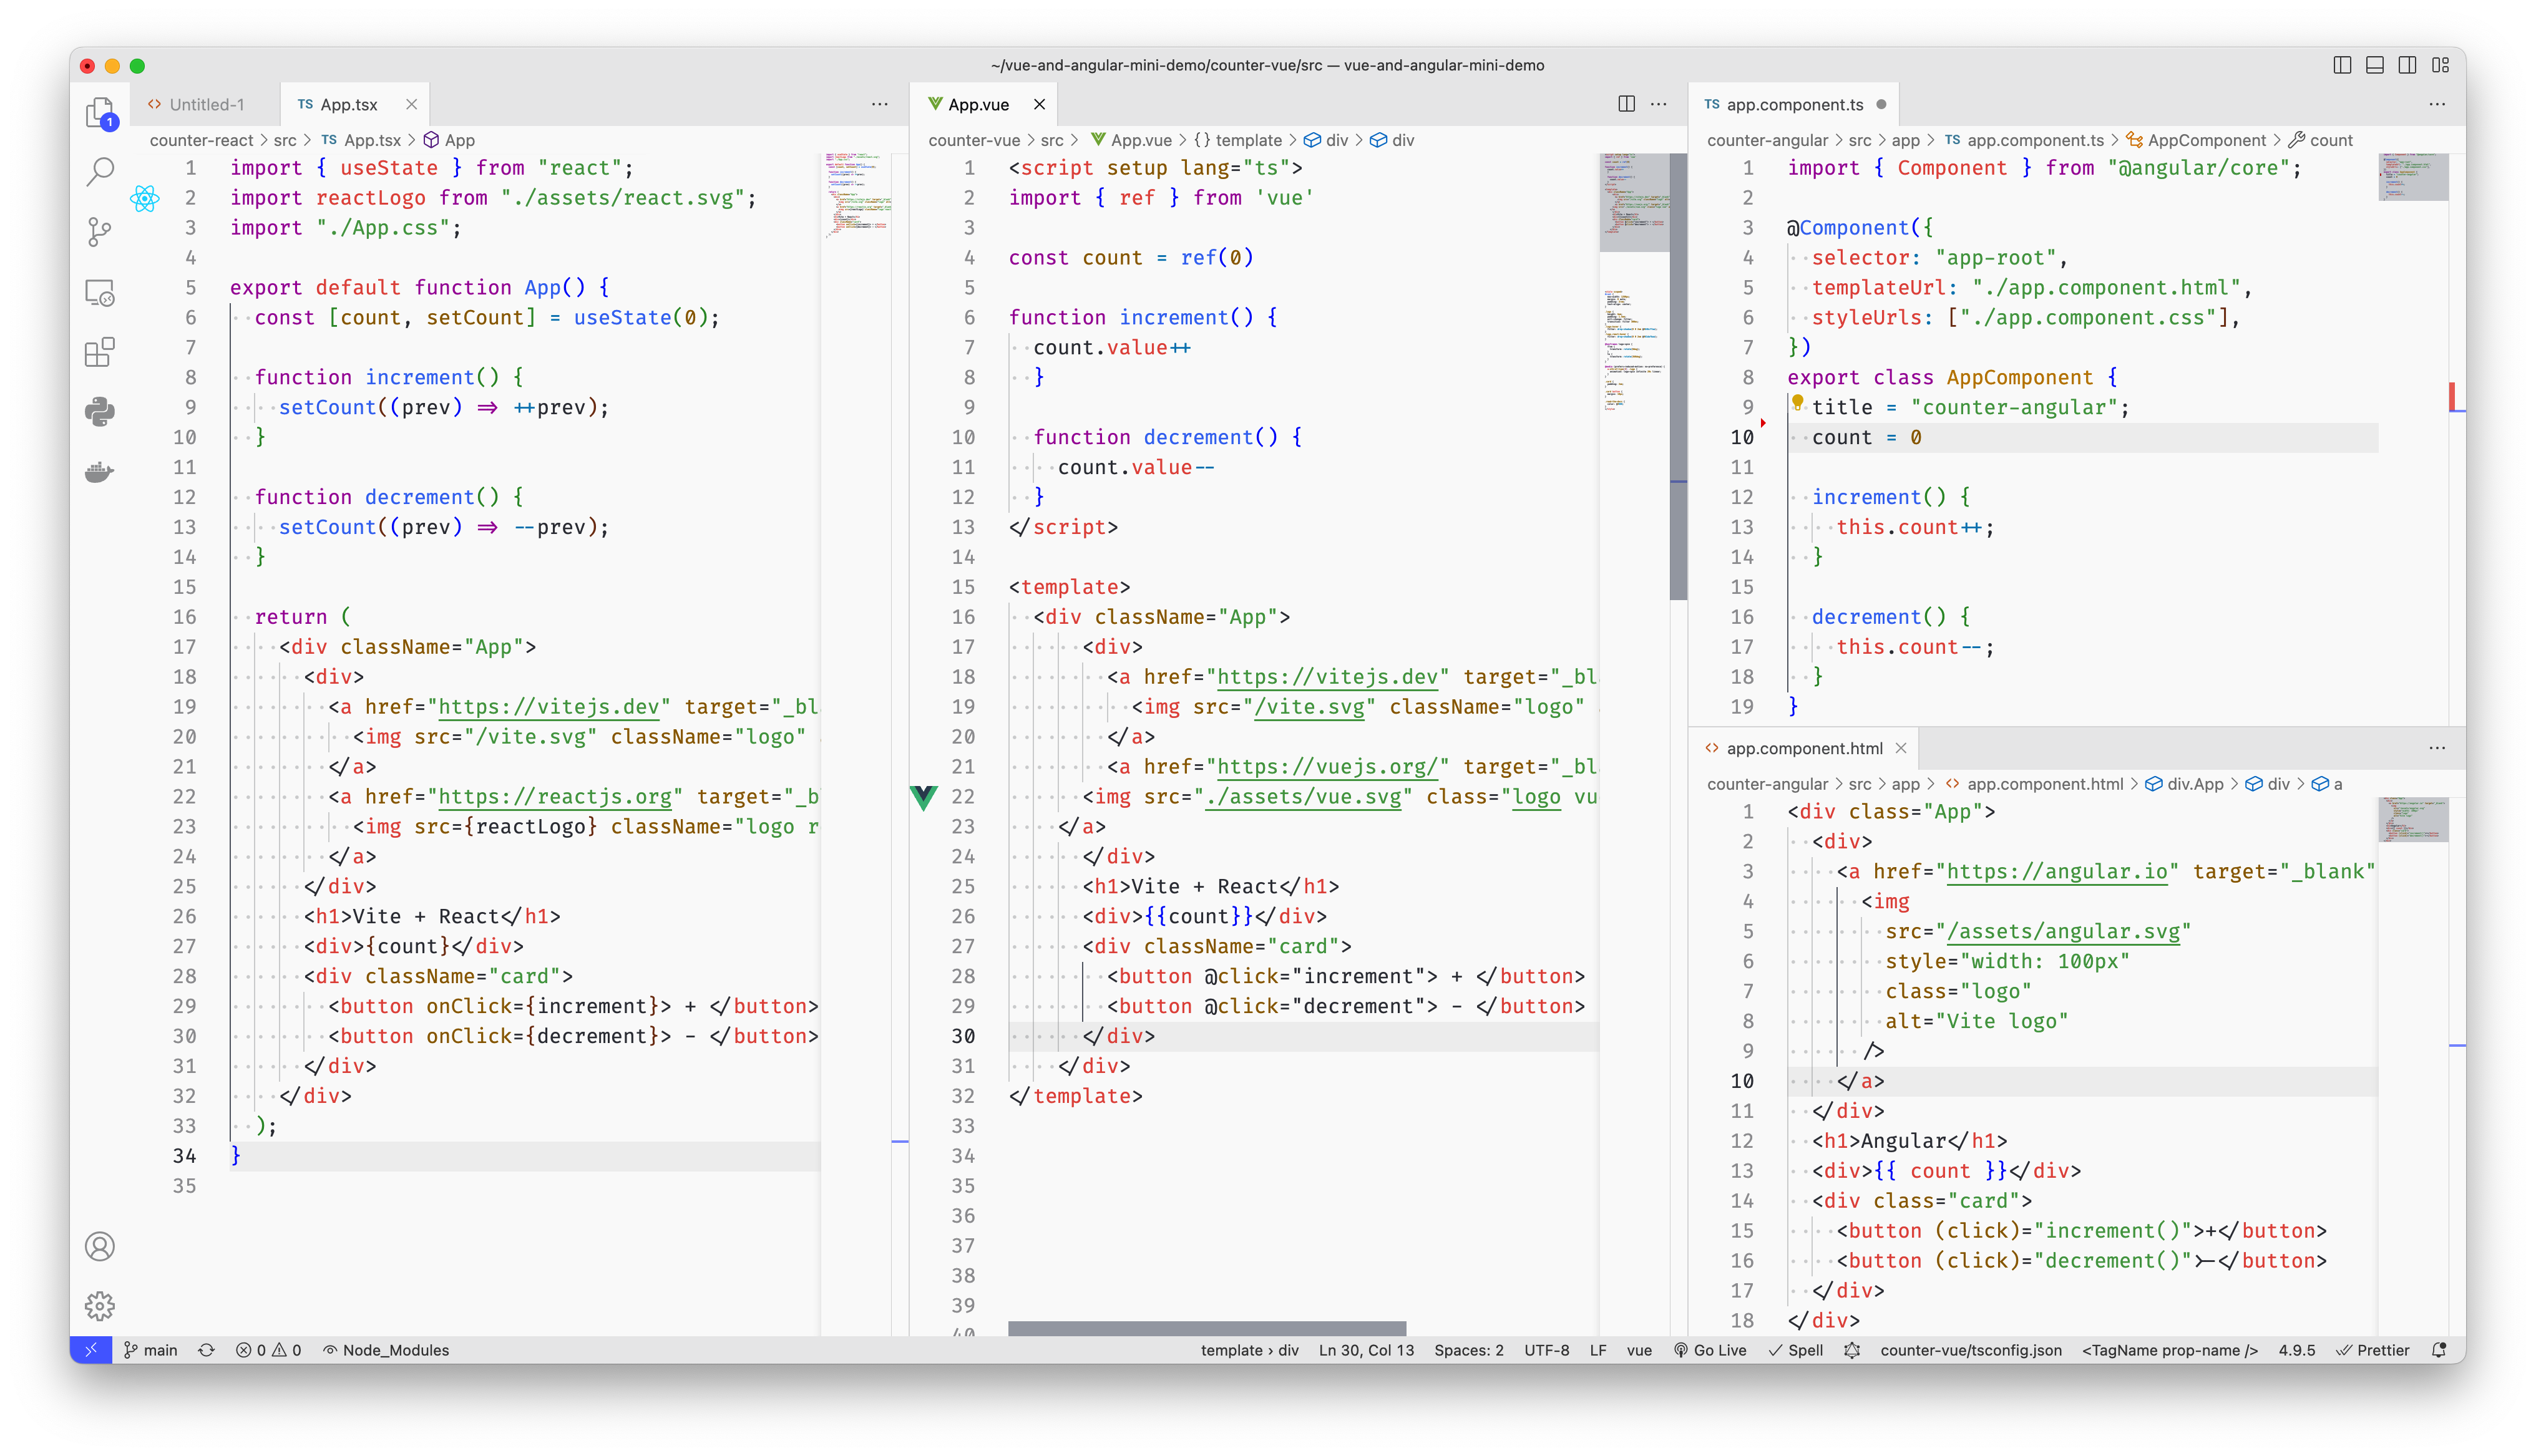 ~/vue-and-angular-mini-demo/counter-vue/src — vue-and-angular-mini-demo
Untitled-1
TS App.tsx
counter-react > src > TS App.tsx > App
1 import { useState } from "react";
2 import reactLogo from "./assets/react.svg";
3 import "./App.css";
4
5 export default function App() {
6 const [count, setCount] = useState(0);
7
8 function increment() {
9 setCount((prev) => ++prev);
10 }
11
12 function decrement() {
13 setCount((prev) => --prev);
14 }
15
16 return (
17 <div className="App">
18 <div>
19 <a href="https://vitejs.dev" target="_bl
20 <img src="/vite.svg" className="logo"
21 </a>
22 <a href="https://reactjs.org" target="_b
23 <img src={reactLogo} className="logo r
24 </a>
25 </div>
26 <h1>Vite + React</h1>
27 <div>{count}</div>
28 <div className="card">
29 <button onClick={increment}> + </button>
30 <button onClick={decrement}> - </button>
31 </div>
32 </div>
33 );
34 }
35
App.vue
counter-vue > src > App.vue > {} template > div > div
1 <script setup lang="ts">
2 import { ref } from 'vue'
3
4 const count = ref(0)
5
6 function increment() {
7 count.value++
8 }
9
10 function decrement() {
11 count.value--
12 }
13 </script>
14
15 <template>
16 <div className="App">
17 <div>
18 <a href="https://vitejs.dev" target="_bl
19 <img src="/vite.svg" className="logo"
20 </a>
21 <a href="https://vuejs.org/" target="_bl
22 <img src="./assets/vue.svg" class="logo vu
23 </a>
24 </div>
25 <h1>Vite + React</h1>
26 <div>{{count}}</div>
27 <div className="card">
28 <button @click="increment"> + </button>
29 <button @click="decrement"> - </button>
30 </div>
31 </div>
32 </template>
33
34
35
36
37
38
39
40
TS app.component.ts
counter-angular > src > app > TS app.component.ts > AppComponent > count
1 import { Component } from "@angular/core";
2
3 @Component({
4 selector: "app-root",
5 templateUrl: "./app.component.html",
6 styleUrls: ["./app.component.css"],
7 })
8 export class AppComponent {
9 title = "counter-angular";
10 count = 0
11
12 increment() {
13 this.count++;
14 }
15
16 decrement() {
17 this.count--;
18 }
19 }
app.component.html
counter-angular > src > app > app.component.html > div.App > div > a
1 <div class="App">
2 <div>
3 <a href="https://angular.io" target="_blank"
4 <img
5 src="/assets/angular.svg"
6 style="width: 100px"
7 class="logo"
8 alt="Vite logo"
9 />
10 </a>
11 </div>
12 <h1>Angular</h1>
13 <div>{{ count }}</div>
14 <div class="card">
15 <button (click)="increment()">+</button>
16 <button (click)="decrement()">-</button>
17 </div>
18 </div>
1
main 0 0 Node_Modules template > div Ln 30, Col 13 Spaces: 2 UTF-8 LF vue Go Live Spell counter-vue/tsconfig.json <TagName prop-name /> 4.9.5 Prettier